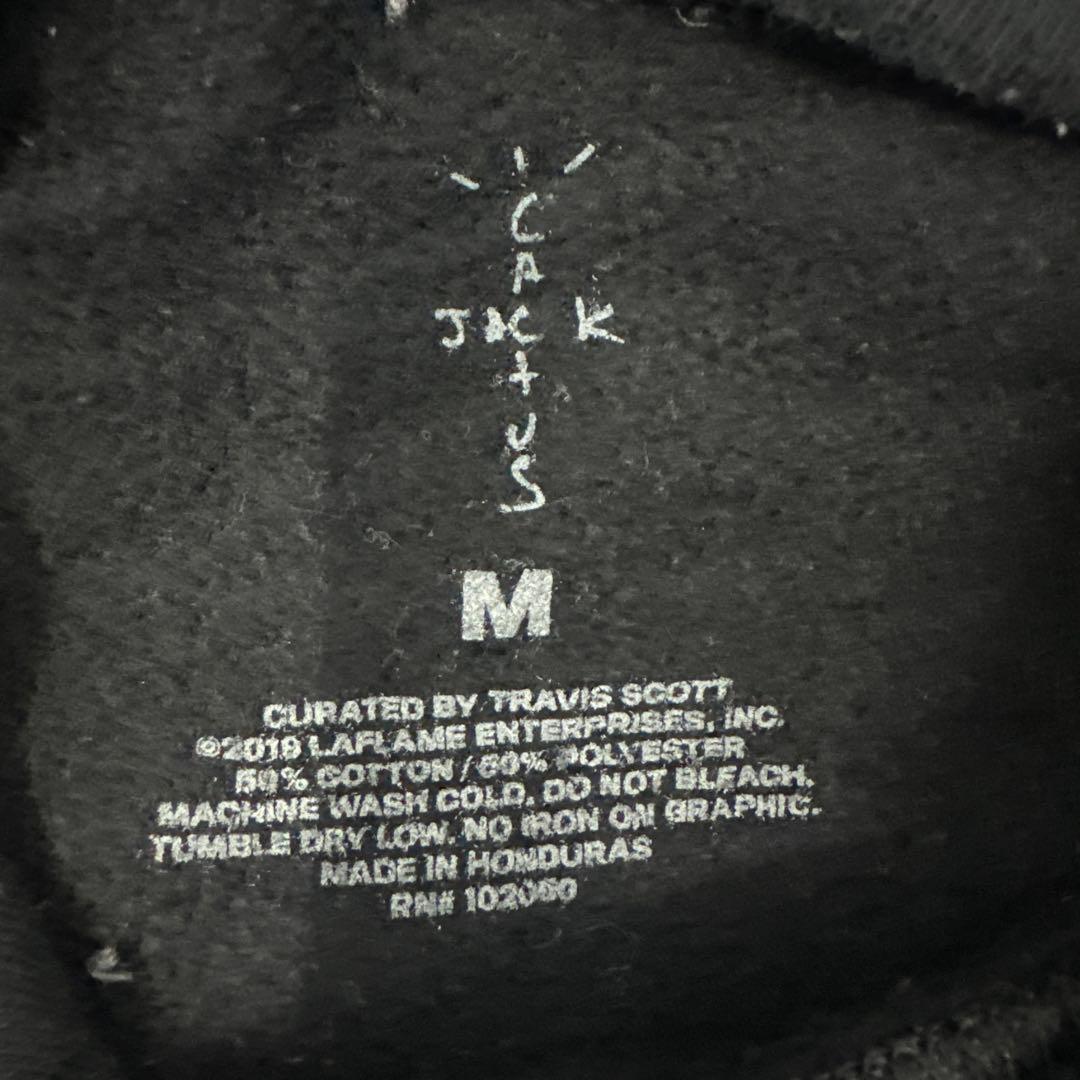 C
A
JACK
T
U
S
M
CURATED BY TRAVIS SCOTT
©2019 LAFLAME ENTERPRISES, INC.
50% COTTON / 50% POLYESTER
MACHINE WASH COLD. DO NOT BLEACH.
TUMBLE DRY LOW. NO IRON ON GRAPHIC.
MADE IN HONDURAS
RN#